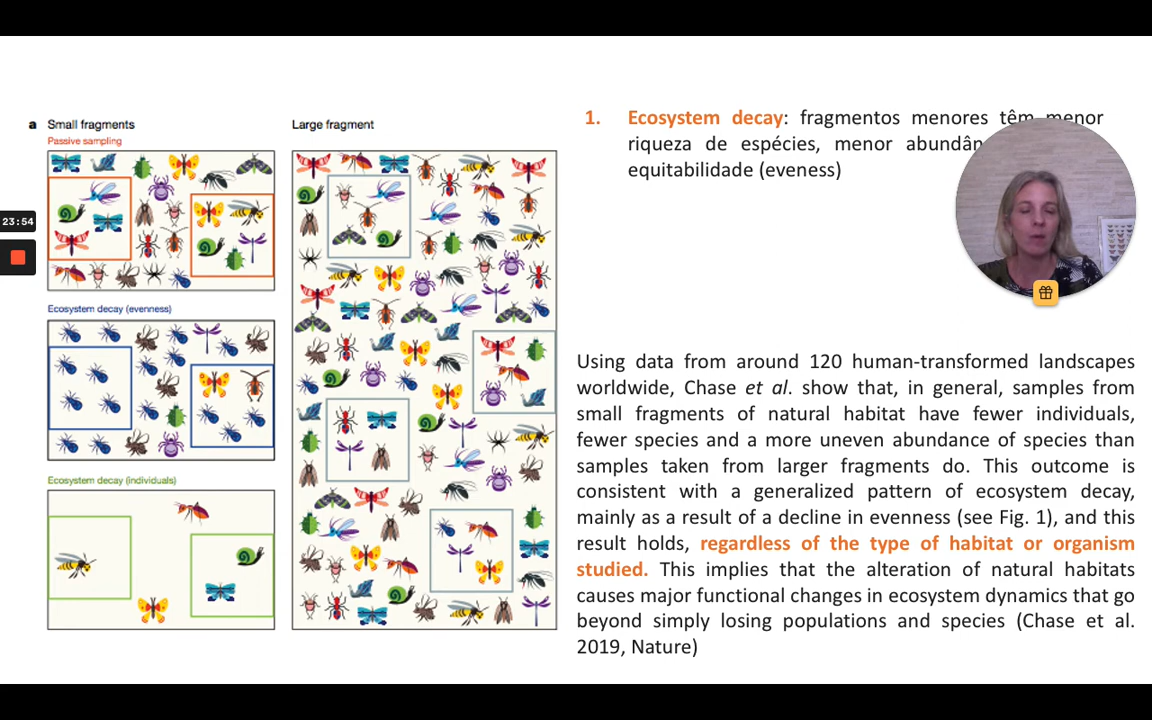 a Small fragments
Large fragment
Passive sampling
Ecosystem decay (evenness)
Ecosystem decay (individuals)
23:54
1. Ecosystem decay: fragmentos menores têm menor
riqueza de espécies, menor abundân
equitabilidade (eveness)
Using data from around 120 human-transformed landscapes
worldwide, Chase et al. show that, in general, samples from
small fragments of natural habitat have fewer individuals,
fewer species and a more uneven abundance of species than
samples taken from larger fragments do. This outcome is
consistent with a generalized pattern of ecosystem decay,
mainly as a result of a decline in evenness (see Fig. 1), and this
result holds, regardless of the type of habitat or organism
studied. This implies that the alteration of natural habitats
causes major functional changes in ecosystem dynamics that go
beyond simply losing populations and species (Chase et al.
2019, Nature)